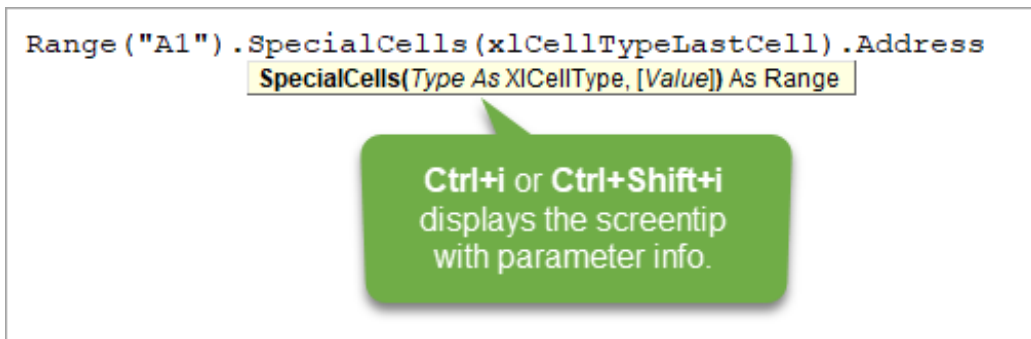 Range("A1").SpecialCells(xlCellTypeLastCell).Address
SpecialCells(Type As XlCellType, [Value]) As Range
Ctrl+i or Ctrl+Shift+i
displays the screentip
with parameter info.